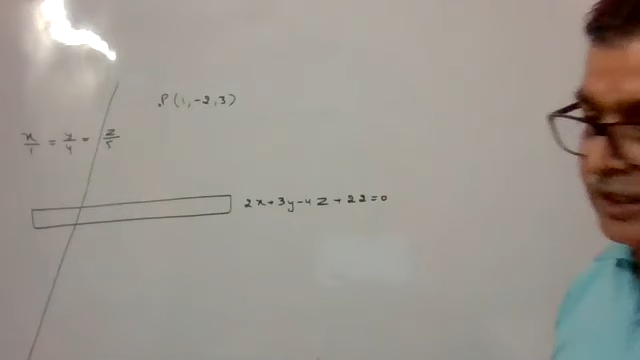 P(1,-2,3)
x/1 = y/4 = z/5
2x+3y-4z+22=0